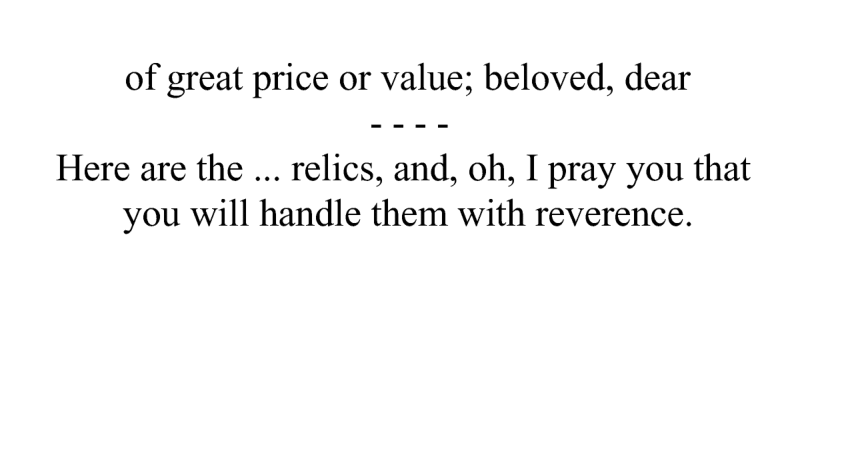 of great price or value; beloved, dear
- - - -
Here are the ... relics, and, oh, I pray you that
you will handle them with reverence.